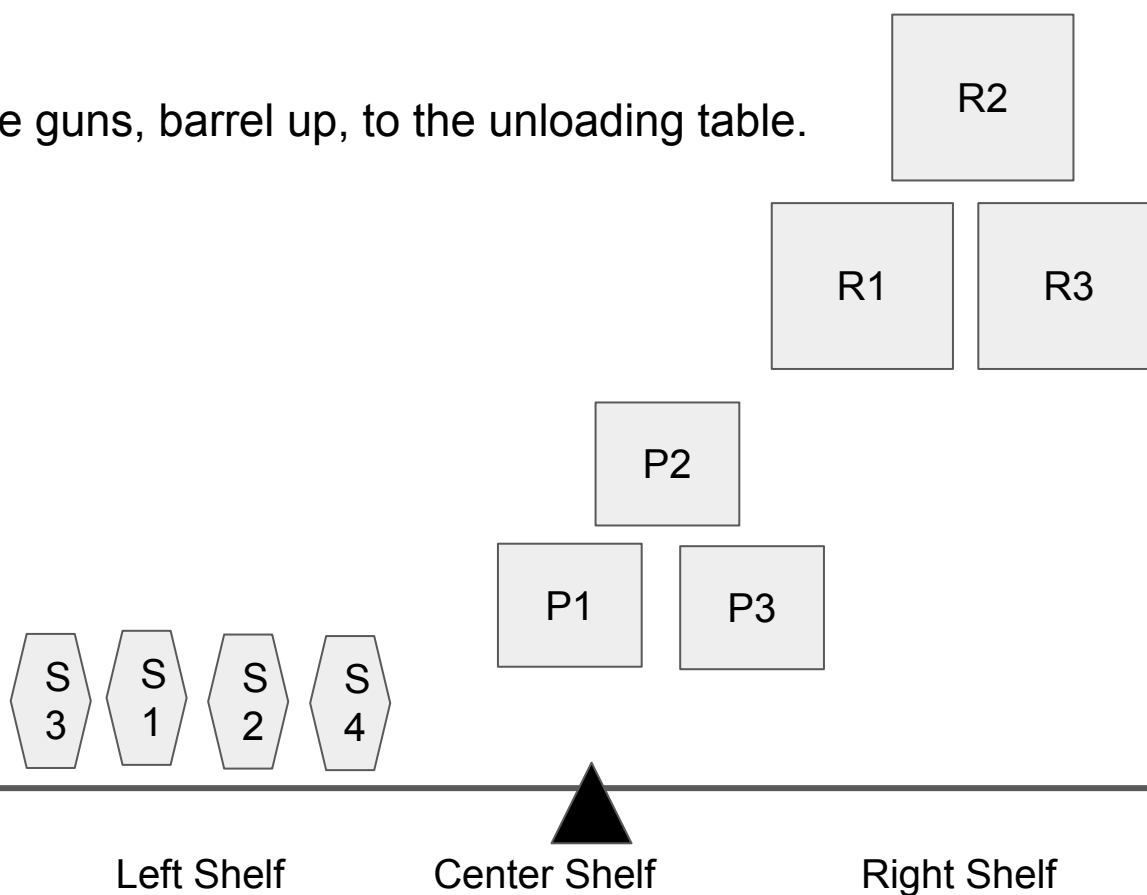 e guns, barrel up, to the unloading table.
R2
R1 R3
P2
P1 P3
S S S S
3 1 2 4
Left Shelf Center Shelf Right Shelf